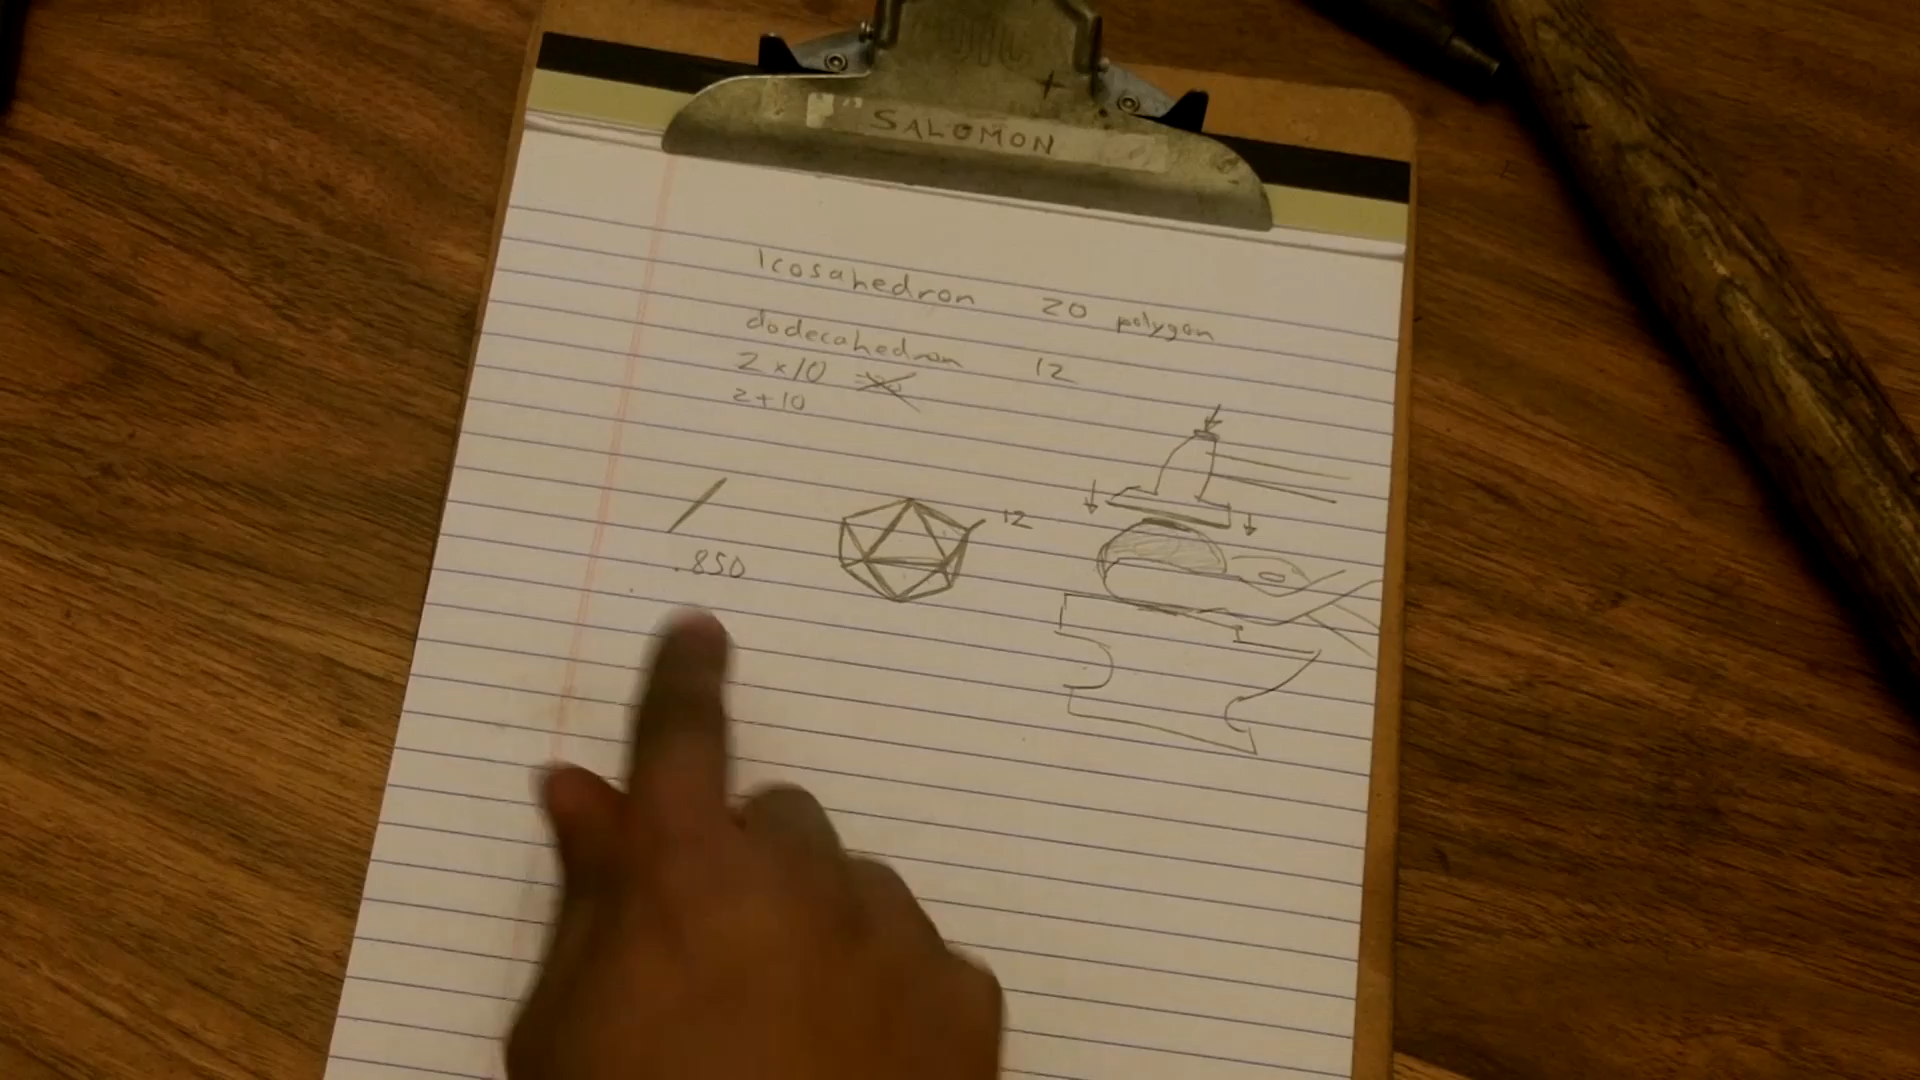 SALOMON
Icosahedron 20 polygon
dodecahedron 12
2 x 10
2 + 10
12
.850